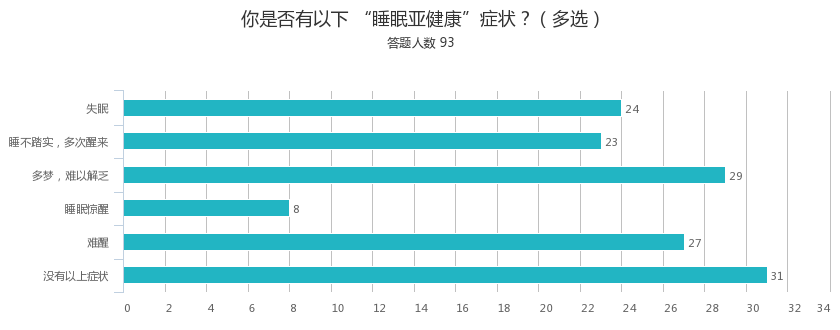 你是否有以下 “睡眠亚健康”症状？（多选）
答题人数 93
失眠 24
睡不踏实，多次醒来 23
多梦，难以解乏 29
睡眠惊醒 8
难醒 27
没有以上症状 31
0 2 4 6 8 10 12 14 16 18 20 22 24 26 28 30 32 34